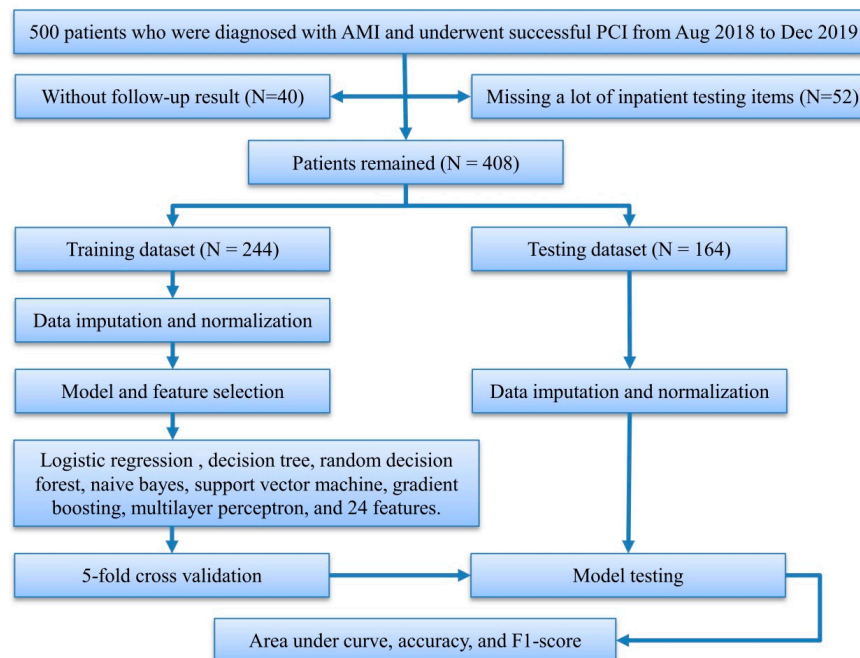 500 patients who were diagnosed with AMI and underwent successful PCI from Aug 2018 to Dec 2019
Without follow-up result (N=40)
Missing a lot of inpatient testing items (N=52)
Patients remained (N = 408)
Training dataset (N = 244)
Testing dataset (N = 164)
Data imputation and normalization
Model and feature selection
Data imputation and normalization
Logistic regression , decision tree, random decision
forest, naive bayes, support vector machine, gradient
boosting, multilayer perceptron, and 24 features.
5-fold cross validation
Model testing
Area under curve, accuracy, and F1-score